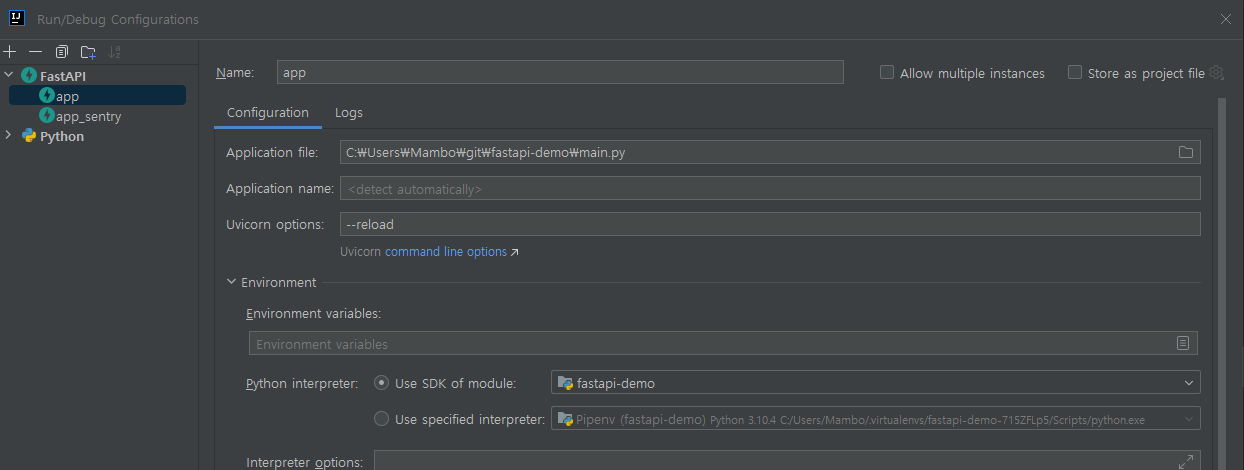 IJ Run/Debug Configurations
Name: app Allow multiple instances Store as project file
FastAPI
app
app_sentry
Python
Configuration Logs
Application file: C:₩Users₩Mambo₩git₩fastapi-demo₩main.py
Application name: <detect automatically>
Uvicorn options: --reload
Uvicorn command line options
Environment
Environment variables:
Environment variables
Python interpreter: Use SDK of module: fastapi-demo
Use specified interpreter: Pipenv (fastapi-demo) Python 3.10.4 C:/Users/Mambo/.virtualenvs/fastapi-demo-715ZFLp5/Scripts/python.exe
Interpreter options: